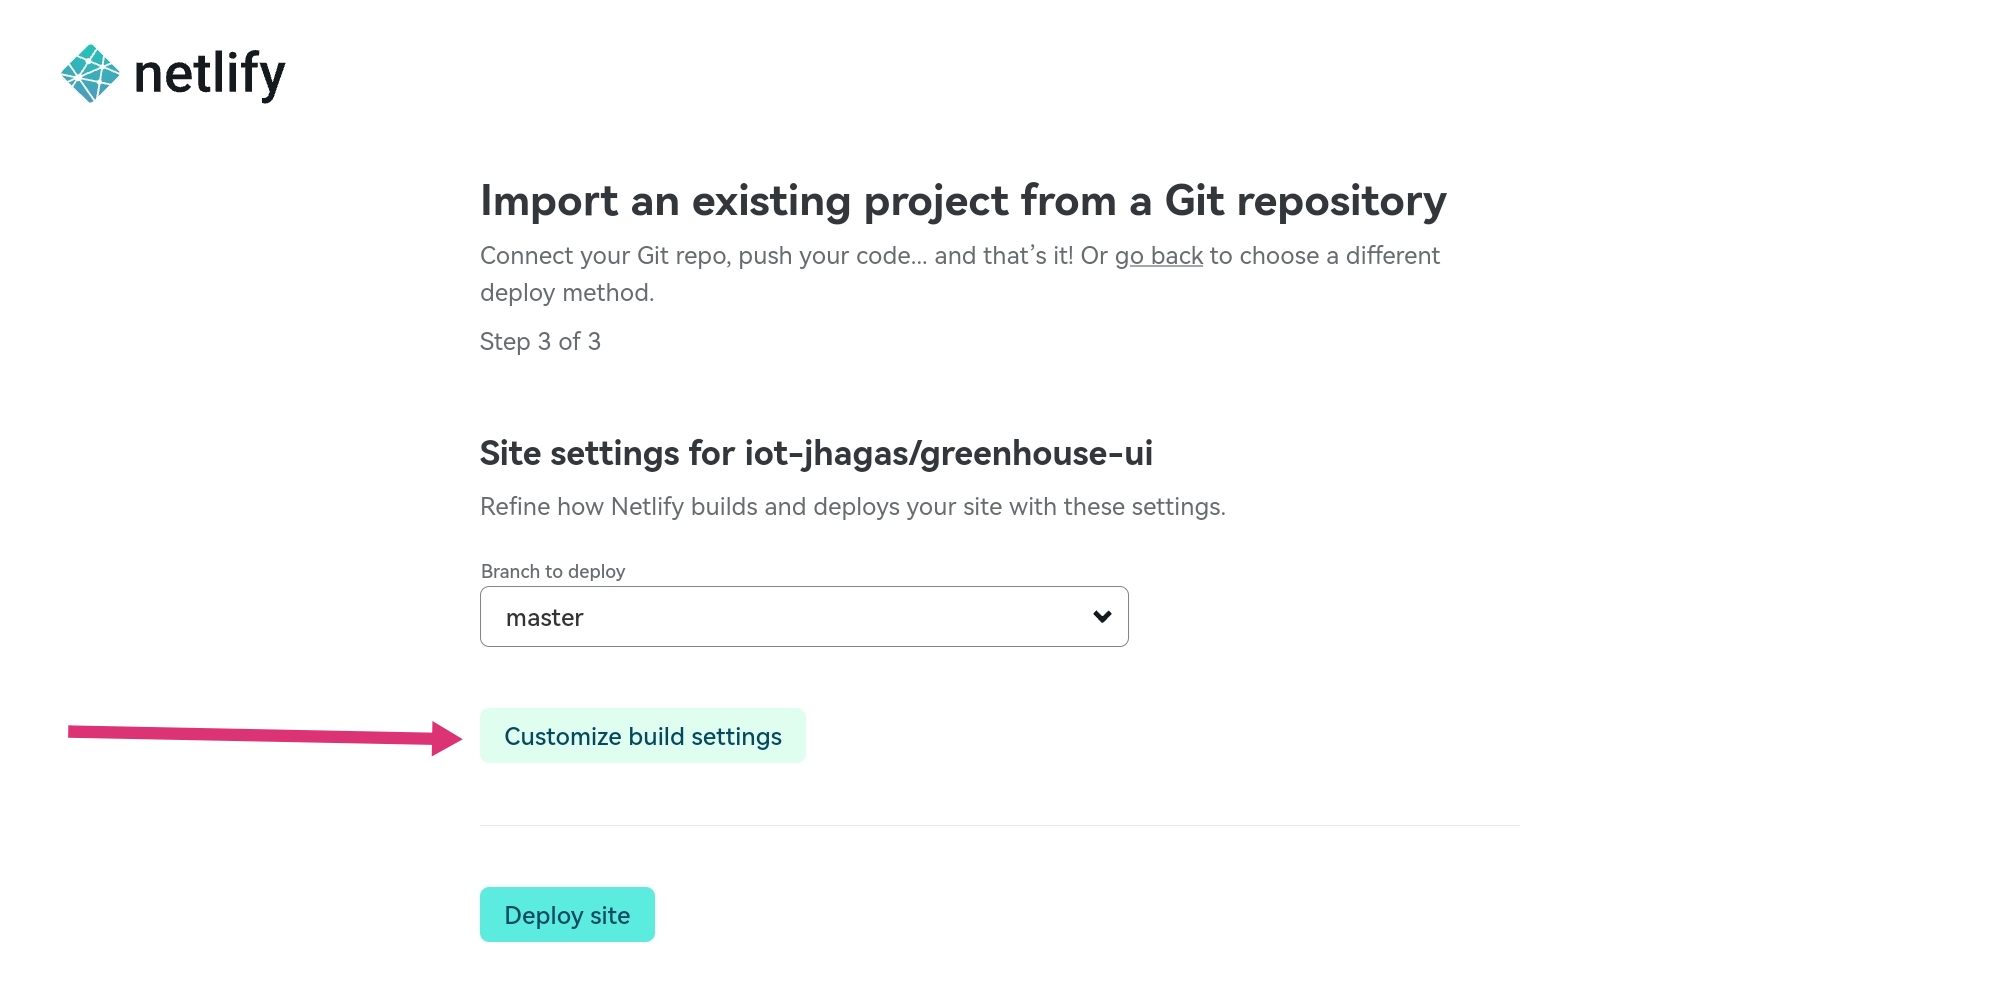 netlify
Import an existing project from a Git repository
Connect your Git repo, push your code... and that’s it! Or go back to choose a different
deploy method.
Step 3 of 3
Site settings for iot-jhagas/greenhouse-ui
Refine how Netlify builds and deploys your site with these settings.
Branch to deploy
master
Customize build settings
Deploy site